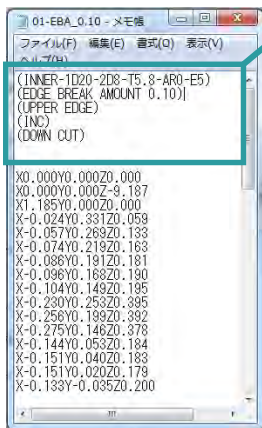 01-EBA_0.10 - メモ帳
ファイル(F) 編集(E) 書式(O) 表示(V)
ヘルプ(H)
(INNER-1D20-2D8-T5.8-AR0-E5)
(EDGE BREAK AMOUNT 0.10)
(UPPER EDGE)
(INC)
(DOWN CUT)
X0.000Y0.000Z0.000
X0.000Y0.000Z-9.187
X1.185Y0.000Z0.000
X-0.024Y0.331Z0.059
X-0.057Y0.269Z0.133
X-0.074Y0.219Z0.163
X-0.086Y0.191Z0.181
X-0.096Y0.168Z0.190
X-0.104Y0.149Z0.195
X-0.230Y0.253Z0.395
X-0.256Y0.199Z0.392
X-0.275Y0.146Z0.378
X-0.144Y0.053Z0.184
X-0.151Y0.040Z0.183
X-0.151Y0.020Z0.179
X-0.133Y-0.035Z0.200